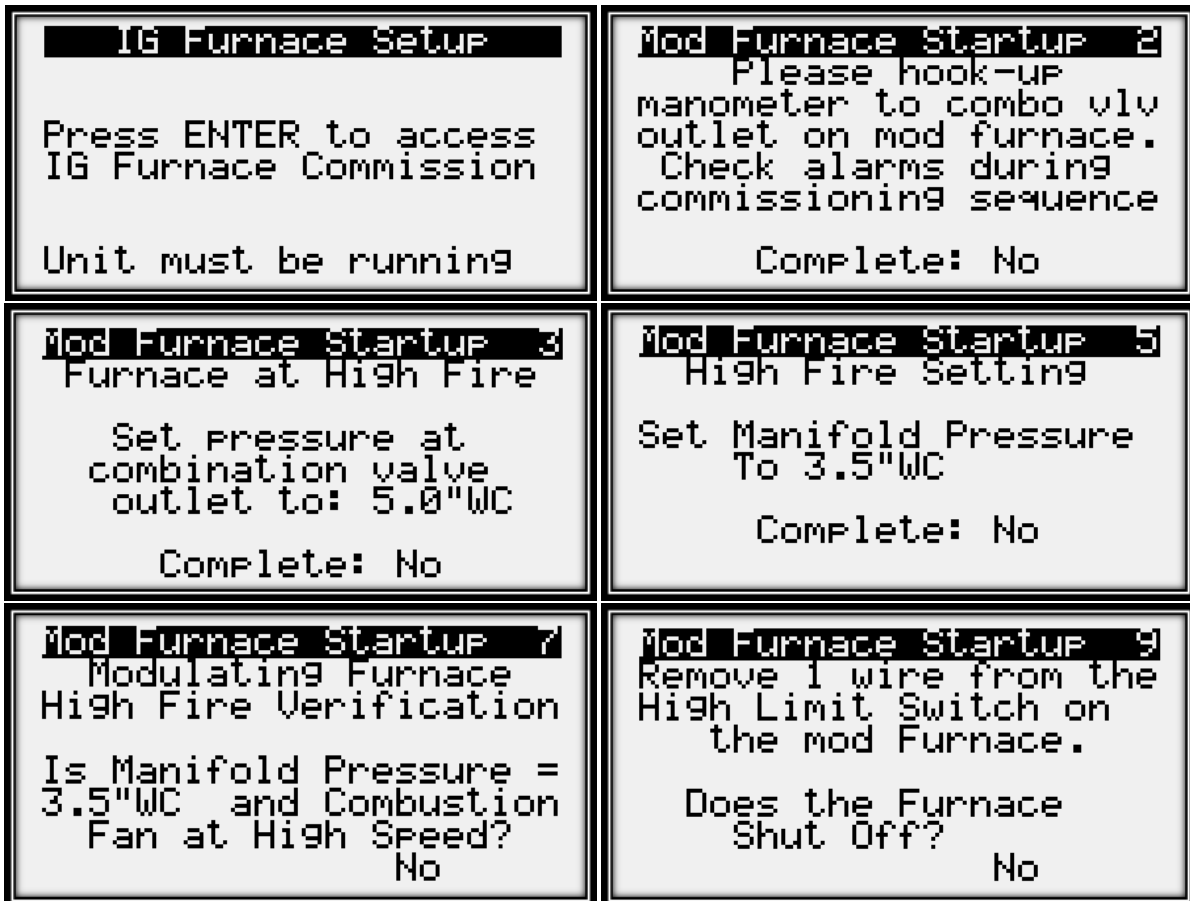 IG Furnace Setup
Press ENTER to access
IG Furnace Commission
Unit must be running
Mod Furnace Startup 2
Please hook-up
manometer to combo vlv
outlet on mod furnace.
Check alarms during
commissioning sequence
Complete: No
Mod Furnace Startup 3
Furnace at High Fire
Set pressure at
combination valve
outlet to: 5.0"WC
Complete: No
Mod Furnace Startup 5
High Fire Setting
Set Manifold Pressure
To 3.5"WC
Complete: No
Mod Furnace Startup 7
Modulating Furnace
High Fire Verification
Is Manifold Pressure =
3.5"WC and Combustion
Fan at High Speed?
No
Mod Furnace Startup 9
Remove 1 wire from the
High Limit Switch on
the mod Furnace.
Does the Furnace
Shut Off?
No